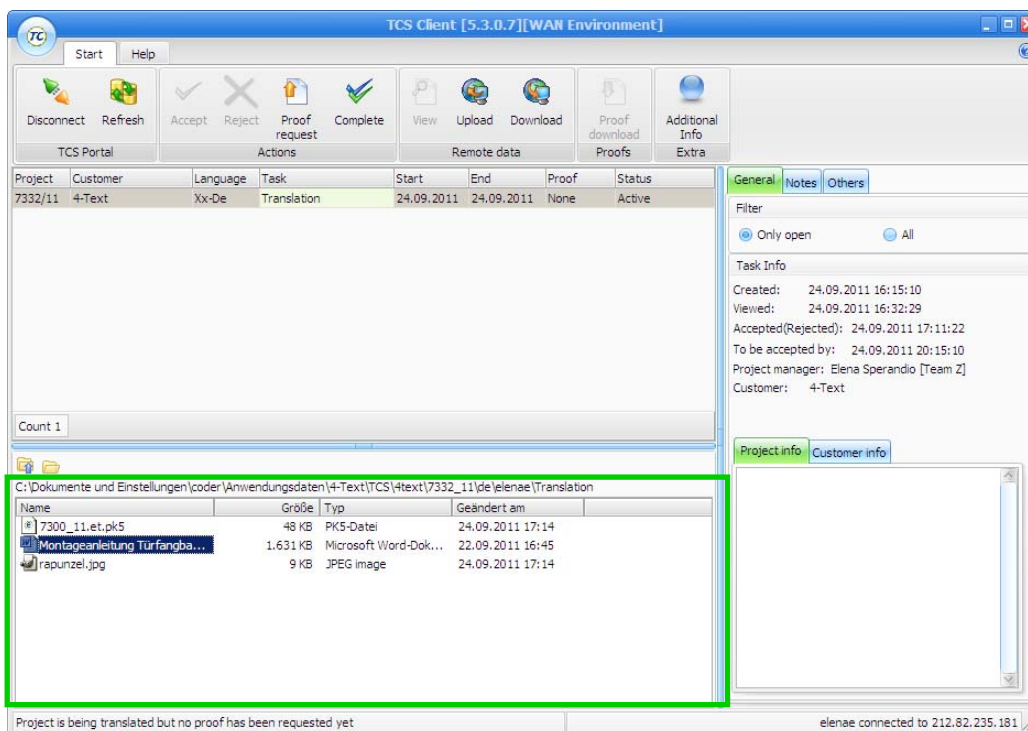 TCS Client [5.3.0.7][WAN Environment]
TC
Start Help
Disconnect Refresh Accept Reject Proof request Complete View Upload Download Proof download Additional Info
TCS Portal Actions Remote data Proofs Extra
Project Customer Language Task Start End Proof Status
7332/11 4-Text Xx-De Translation 24.09.2011 24.09.2011 None Active
Count 1
General Notes Others
Filter
Only open All
Task Info
Created: 24.09.2011 16:15:10
Viewed: 24.09.2011 16:32:29
Accepted(Rejected): 24.09.2011 17:11:22
To be accepted by: 24.09.2011 20:15:10
Project manager: Elena Sperandio [Team Z]
Customer: 4-Text
Project info Customer info
C:\Dokumente und Einstellungen\coder\Anwendungsdaten\4-Text\TCS\4text\7332_11\de\elenae\Translation
Name Größe Typ Geändert am
7300_11.et.pk5 48 KB PK5-Datei 24.09.2011 17:14
Montageanleitung Türfangba... 1.631 KB Microsoft Word-Dok... 22.09.2011 16:45
rapunzel.jpg 9 KB JPEG image 24.09.2011 17:14
Project is being translated but no proof has been requested yet
elenae connected to 212.82.235.181